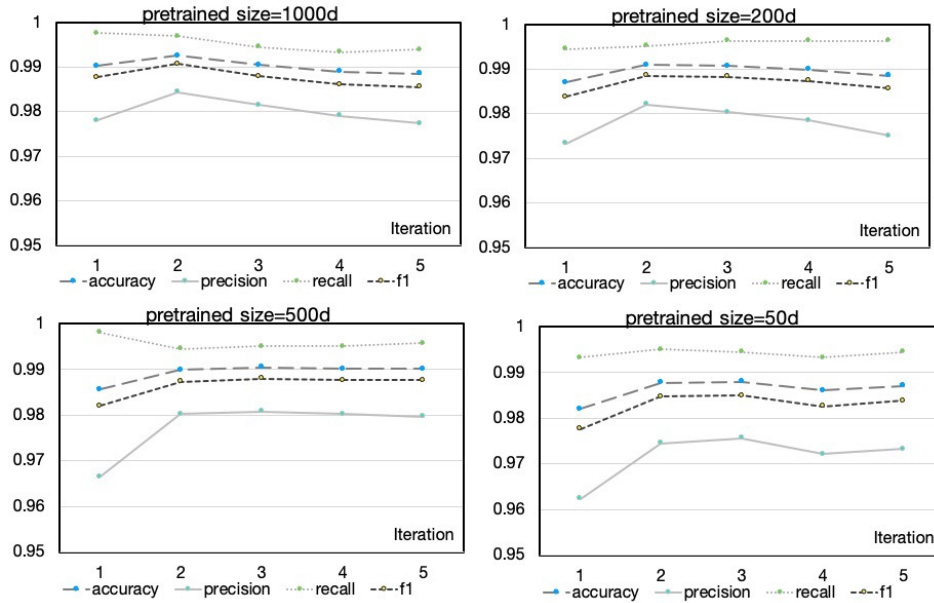 pretrained size=1000d
1
0.99
0.98
0.97
0.96
0.95
Iteration
1 2 3 4 5
accuracy precision recall f1
pretrained size=200d
1
0.99
0.98
0.97
0.96
0.95
Iteration
1 2 3 4 5
accuracy precision recall f1
pretrained size=500d
1
0.99
0.98
0.97
0.96
0.95
Iteration
1 2 3 4 5
accuracy precision recall f1
pretrained size=50d
1
0.99
0.98
0.97
0.96
0.95
Iteration
1 2 3 4 5
accuracy precision recall f1